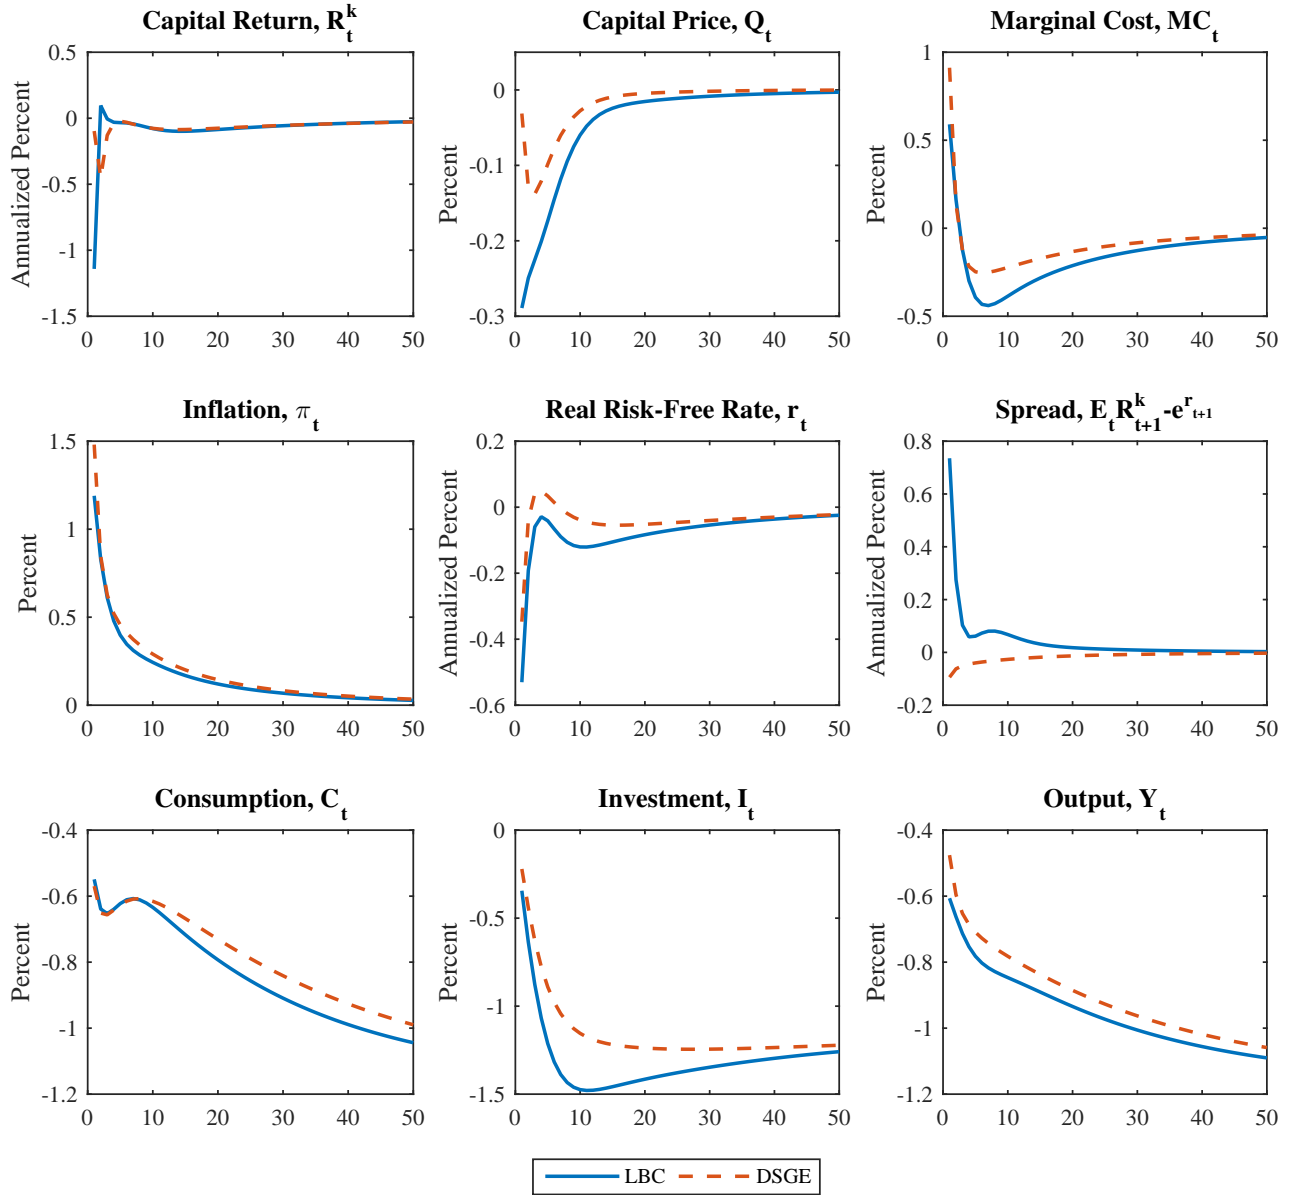 Capital Return, R_t^k
Capital Price, Q_t
Marginal Cost, MC_t
Annualized Percent
0.5
0
-0.5
-1
-1.5
0 10 20 30 40 50
Percent
0
-0.1
-0.2
-0.3
0 10 20 30 40 50
Percent
1
0.5
0
-0.5
0 10 20 30 40 50
Inflation, π_t
Real Risk-Free Rate, r_t
Spread, E_t R_{t+1}^k-e^{r_{t+1}}
Percent
1.5
1
0.5
0
0 10 20 30 40 50
Annualized Percent
0.2
0
-0.2
-0.4
-0.6
0 10 20 30 40 50
Annualized Percent
0.8
0.6
0.4
0.2
0
-0.2
0 10 20 30 40 50
Consumption, C_t
Investment, I_t
Output, Y_t
Percent
-0.4
-0.6
-0.8
-1
-1.2
0 10 20 30 40 50
Percent
0
-0.5
-1
-1.5
0 10 20 30 40 50
Percent
-0.4
-0.6
-0.8
-1
-1.2
0 10 20 30 40 50
LBC DSGE